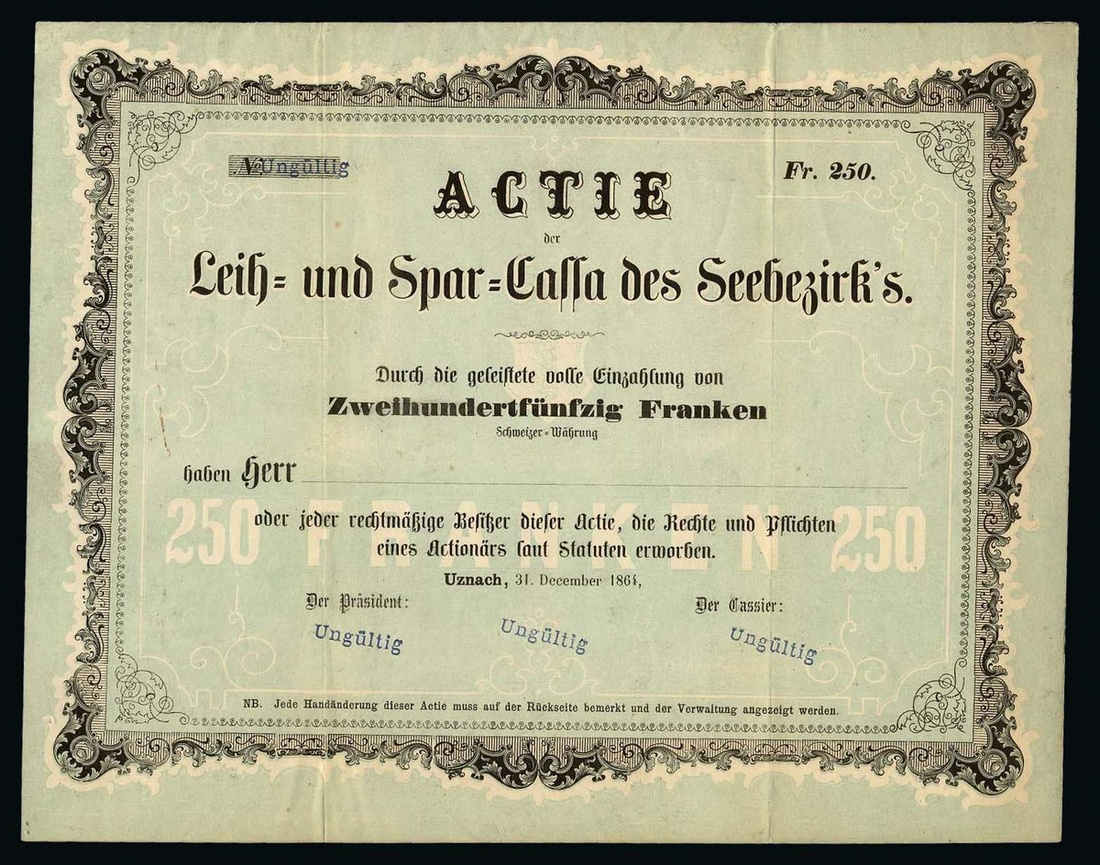 No Ungültig
Fr. 250.
ACTIE
der
Leih- und Spar-Cassa des Seebezirk's.
Durch die geleistete volle Einzahlung von
Zweihundertfünfzig Franken
Schweizer-Währung
haben Herr
250 FRANKEN 250
oder jeder rechtmäßige Besitzer dieser Actie, die Rechte und Pflichten
eines Actionärs laut Statuten erworben.
Uznach, 31. December 1864,
Der Präsident:
Der Cassier:
Ungültig
Ungültig
Ungültig
NB. Jede Handänderung dieser Actie muss auf der Rückseite bemerkt und der Verwaltung angezeigt werden.